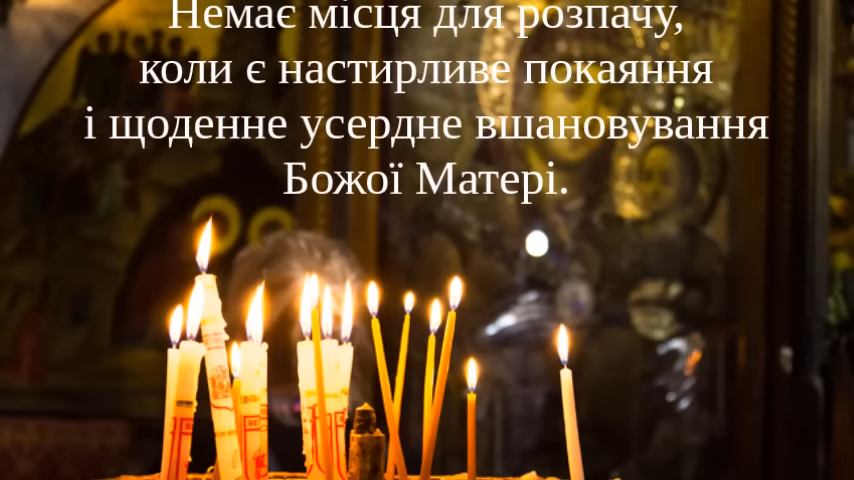 Немає місця для розпачу,
коли є настирливе покаяння
і щоденне усердне вшановування
Божої Матері.